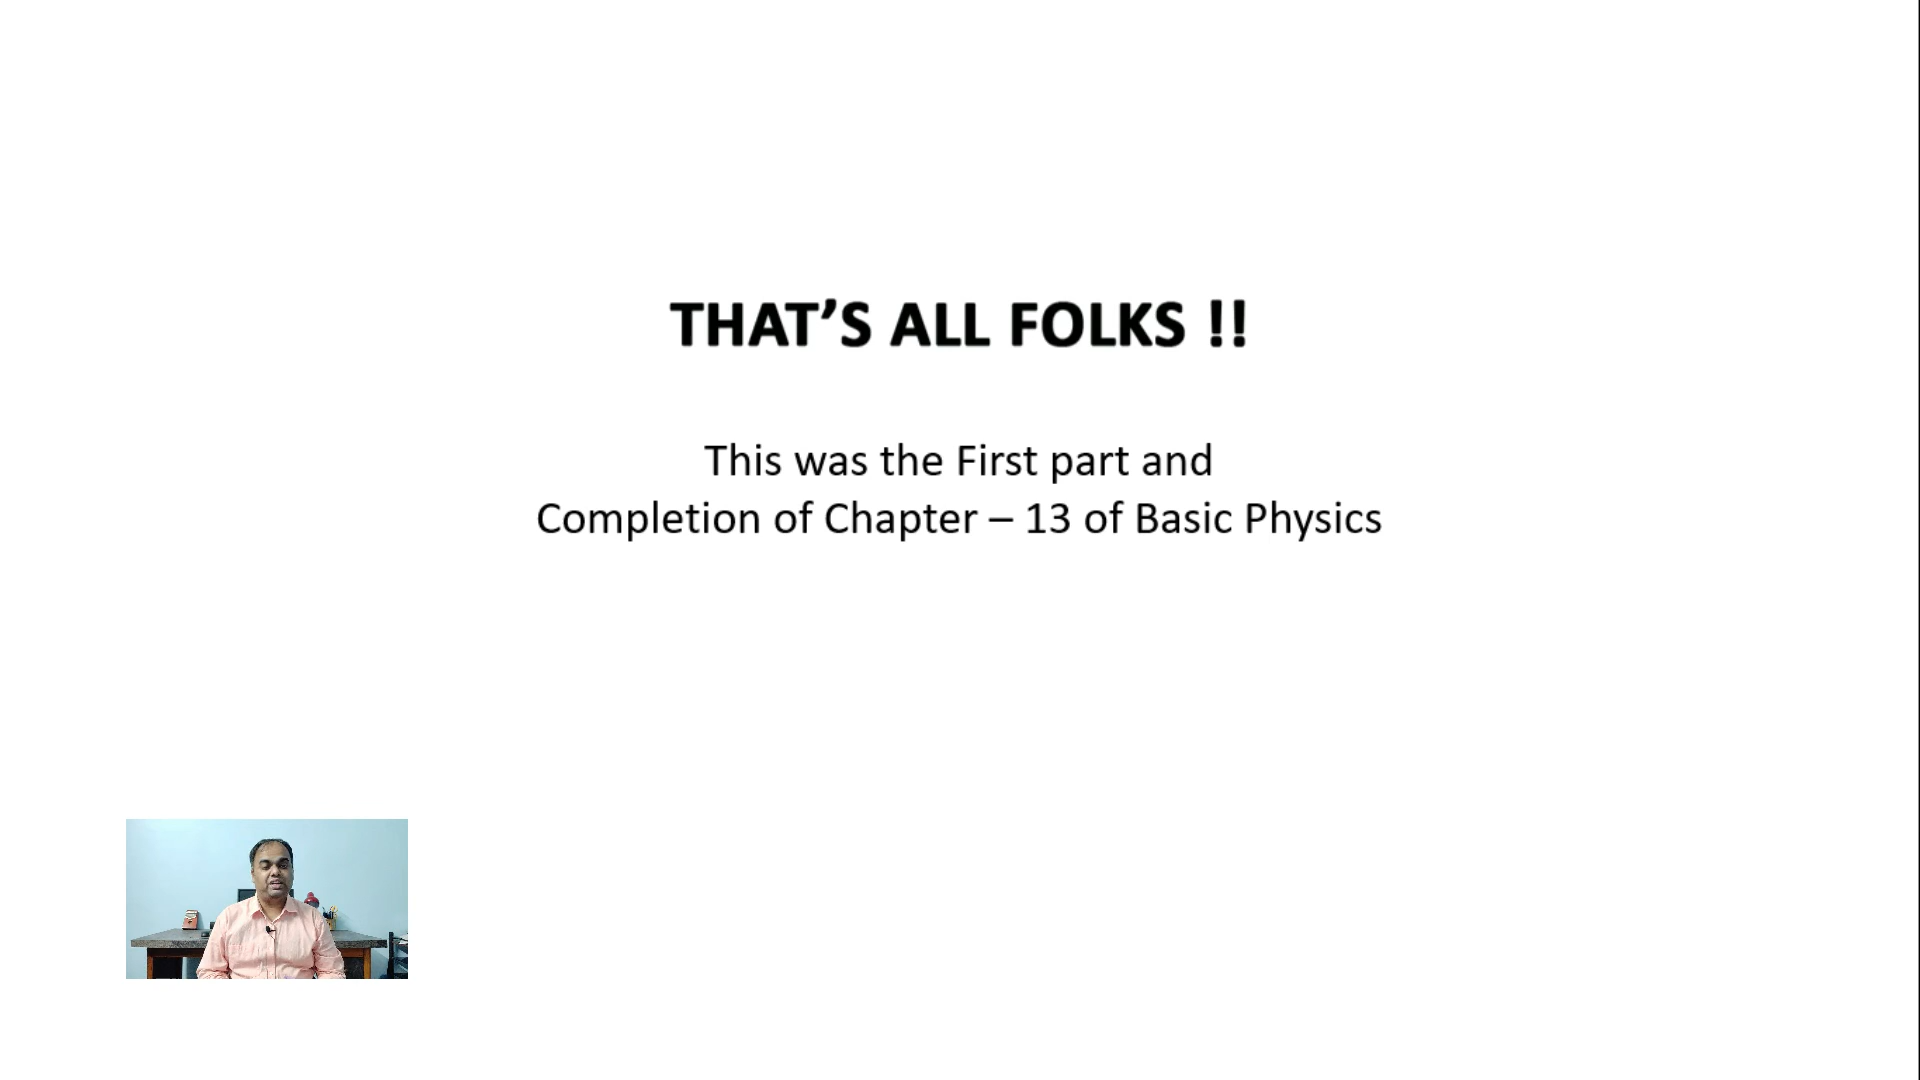 THAT’S ALL FOLKS !!
This was the First part and
Completion of Chapter – 13 of Basic Physics